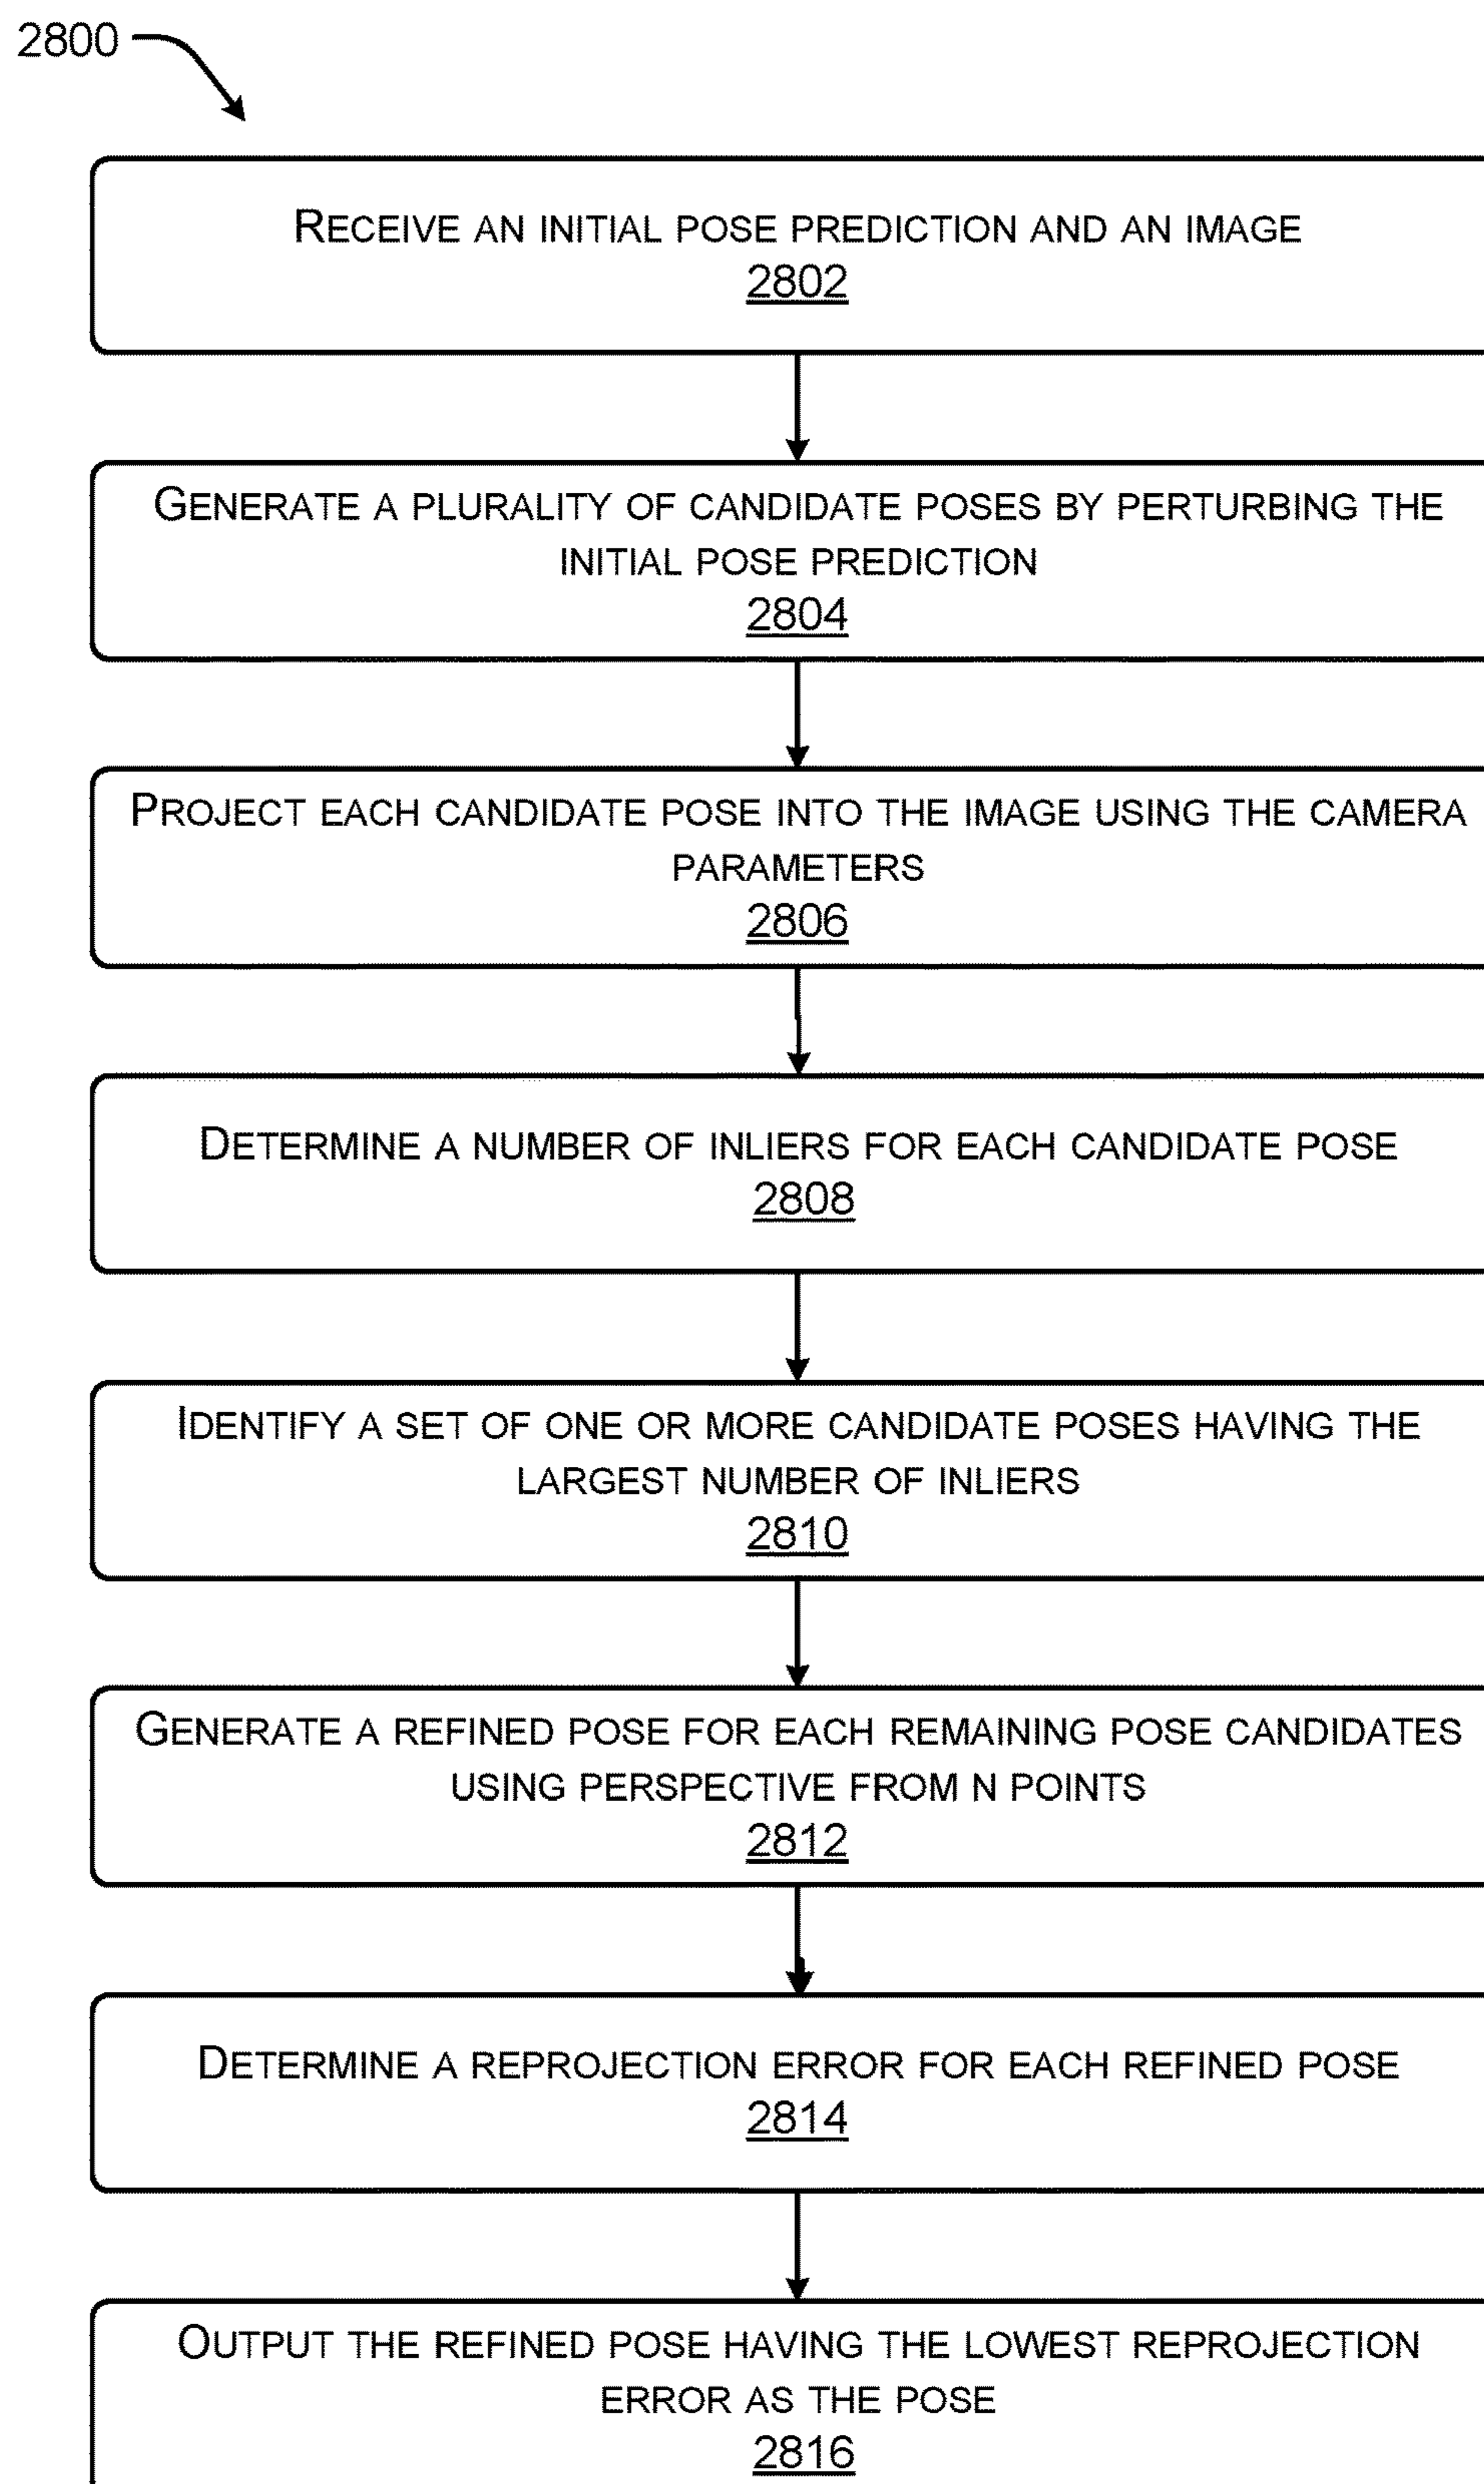 2800
Receive an initial pose prediction and an image
2802
Generate a plurality of candidate poses by perturbing the
initial pose prediction
2804
Project each candidate pose into the image using the camera
parameters
2806
Determine a number of inliers for each candidate pose
2808
Identify a set of one or more candidate poses having the
largest number of inliers
2810
Generate a refined pose for each remaining pose candidates
using perspective from n points
2812
Determine a reprojection error for each refined pose
2814
Output the refined pose having the lowest reprojection
error as the pose
2816